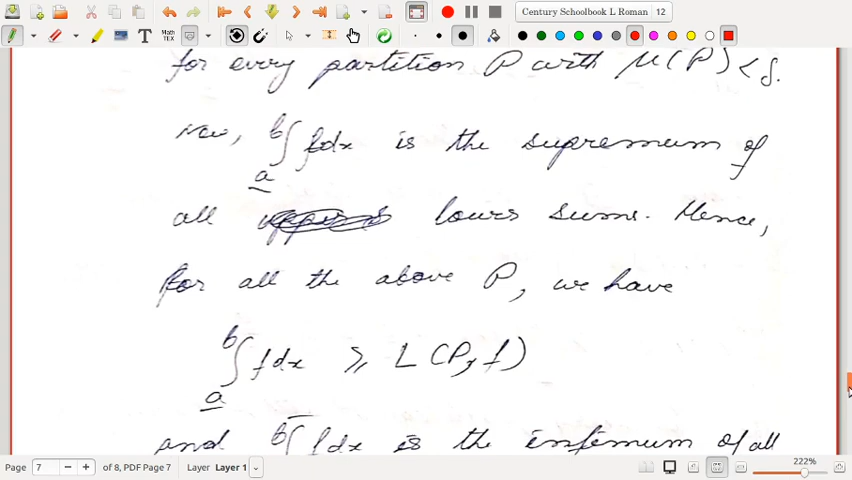 Century Schoolbook L Roman 12
Math
TEX
for every partition P with μ(P) < δ.
Now, ∫_a^b f dx is the supremum of
all lower sums. Hence,
for all the above P, we have
∫_a^b f dx ≥ L(P, f)
and ∫_a^b f dx is the infimum of all
Page 7 of 8, PDF Page 7 Layer Layer 1 222%